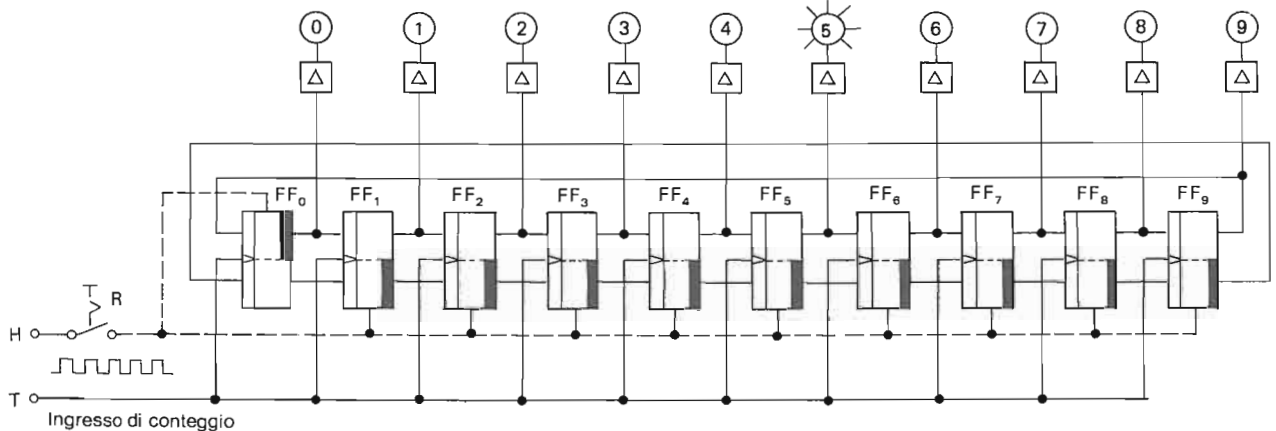 0 1 2 3 4 5 6 7 8 9
FF₀ FF₁ FF₂ FF₃ FF₄ FF₅ FF₆ FF₇ FF₈ FF₉
R
H
T
Ingresso di conteggio